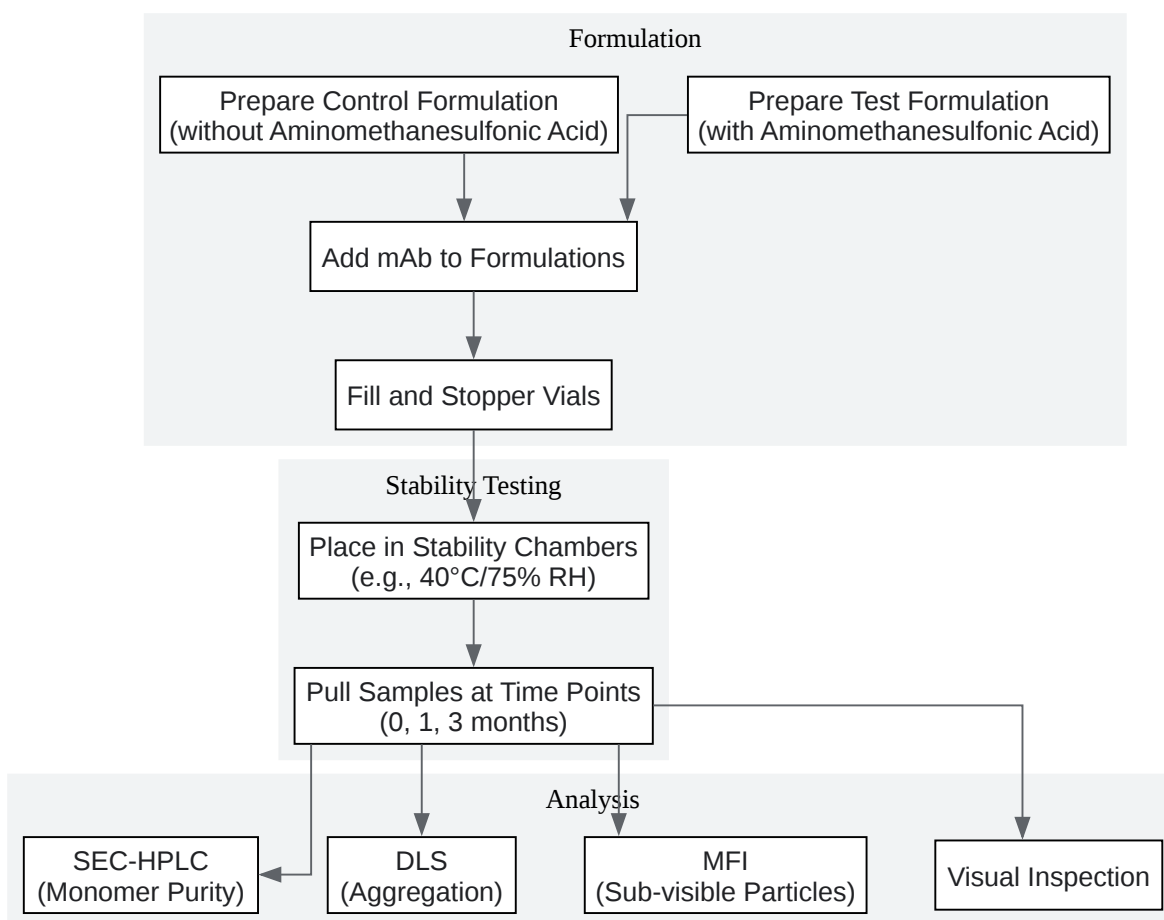 Formulation
Prepare Control Formulation
(without Aminomethanesulfonic Acid)
Prepare Test Formulation
(with Aminomethanesulfonic Acid)
Add mAb to Formulations
Fill and Stopper Vials
Stability Testing
Place in Stability Chambers
(e.g., 40°C/75% RH)
Pull Samples at Time Points
(0, 1, 3 months)
Analysis
SEC-HPLC
(Monomer Purity)
DLS
(Aggregation)
MFI
(Sub-visible Particles)
Visual Inspection